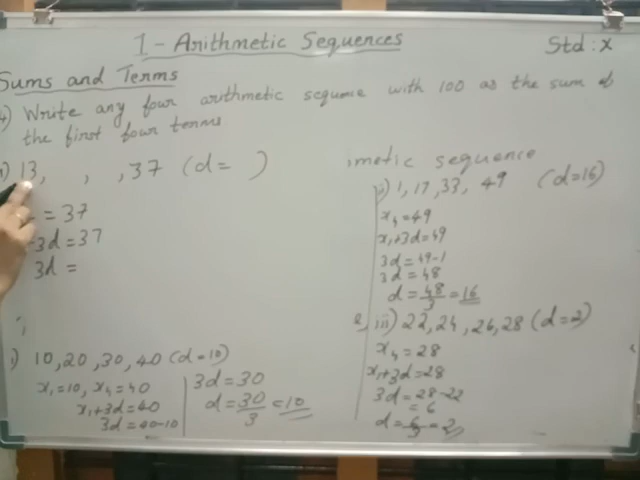 I - Arithmetic Sequences
Std : X
Sums and Terms
4) Write any four arithmetic sequnce with 100 as the sum of
the first four terms
13, , , 37 (d= )
= 37
3d = 37
3d =
i) 10, 20, 30, 40 (d=10)
x₁=10, x₄=40
x₁+3d=40
3d = 40-10
3d = 30
d = 30/3 = 10
imetic sequence
ii) 1, 17, 33, 49 (d=16)
x₄ = 49
x₁+3d = 49
3d = 49-1
3d = 48
d = 48/3 = 16
iii) 22, 24, 26, 28 (d=2)
x₄ = 28
x₁+3d=28
3d = 28-22
= 6
d = 6/3 = 2